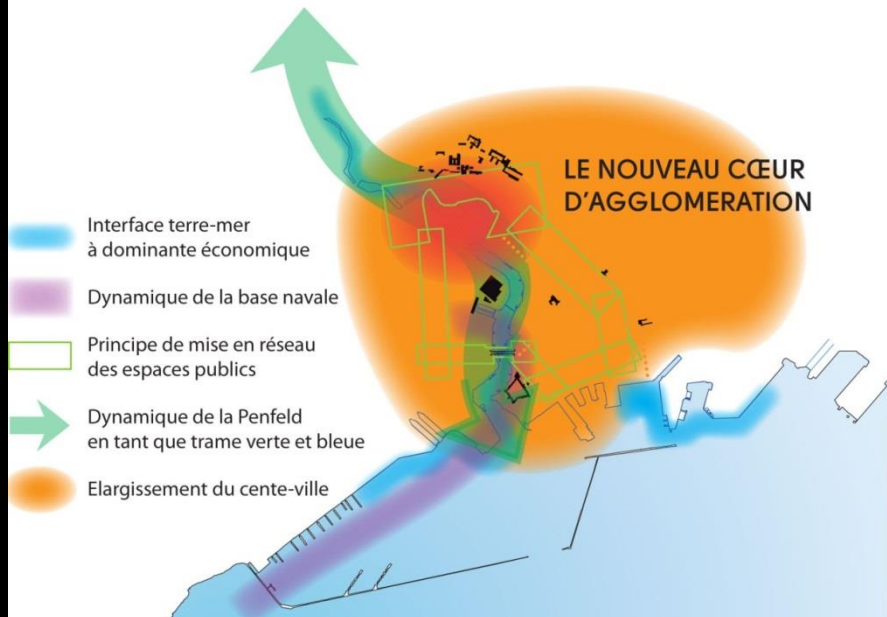 LE NOUVEAU CŒUR
D'AGGLOMERATION
Interface terre-mer
à dominante économique
Dynamique de la base navale
Principe de mise en réseau
des espaces publics
Dynamique de la Penfeld
en tant que trame verte et bleue
Elargissement du cente-ville